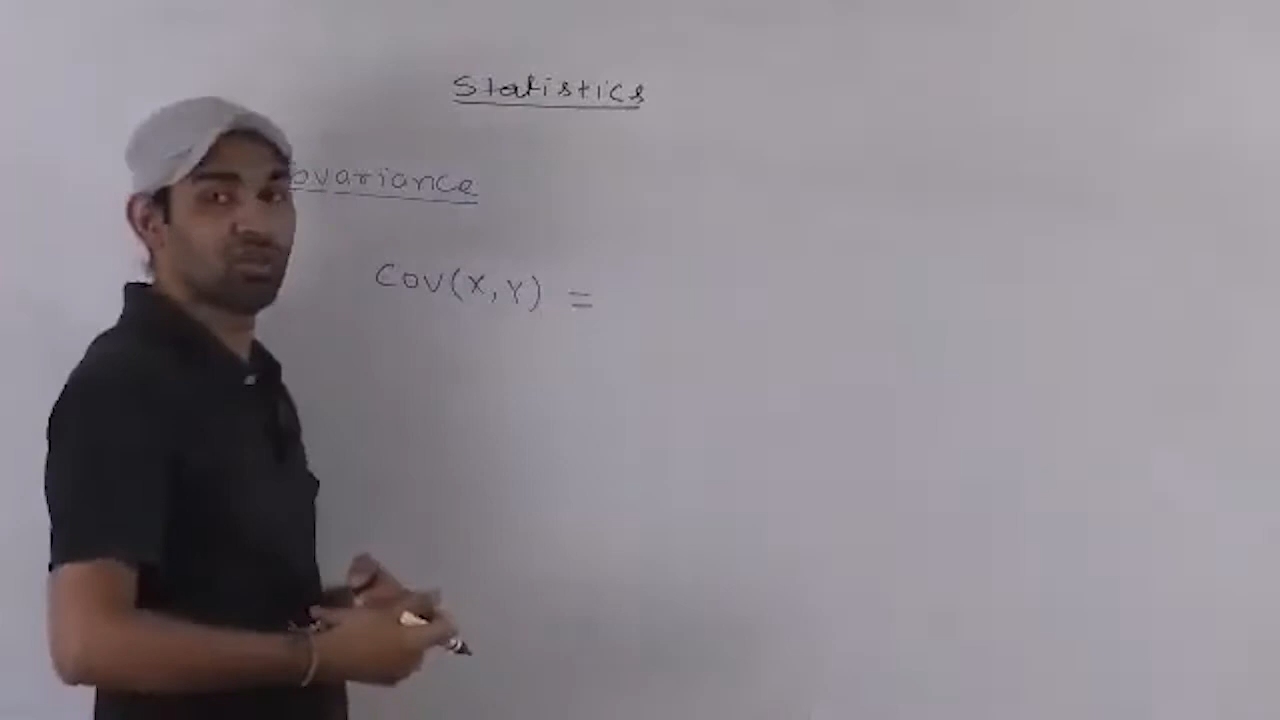 Statistics
ovariance
Cov(X,Y) =